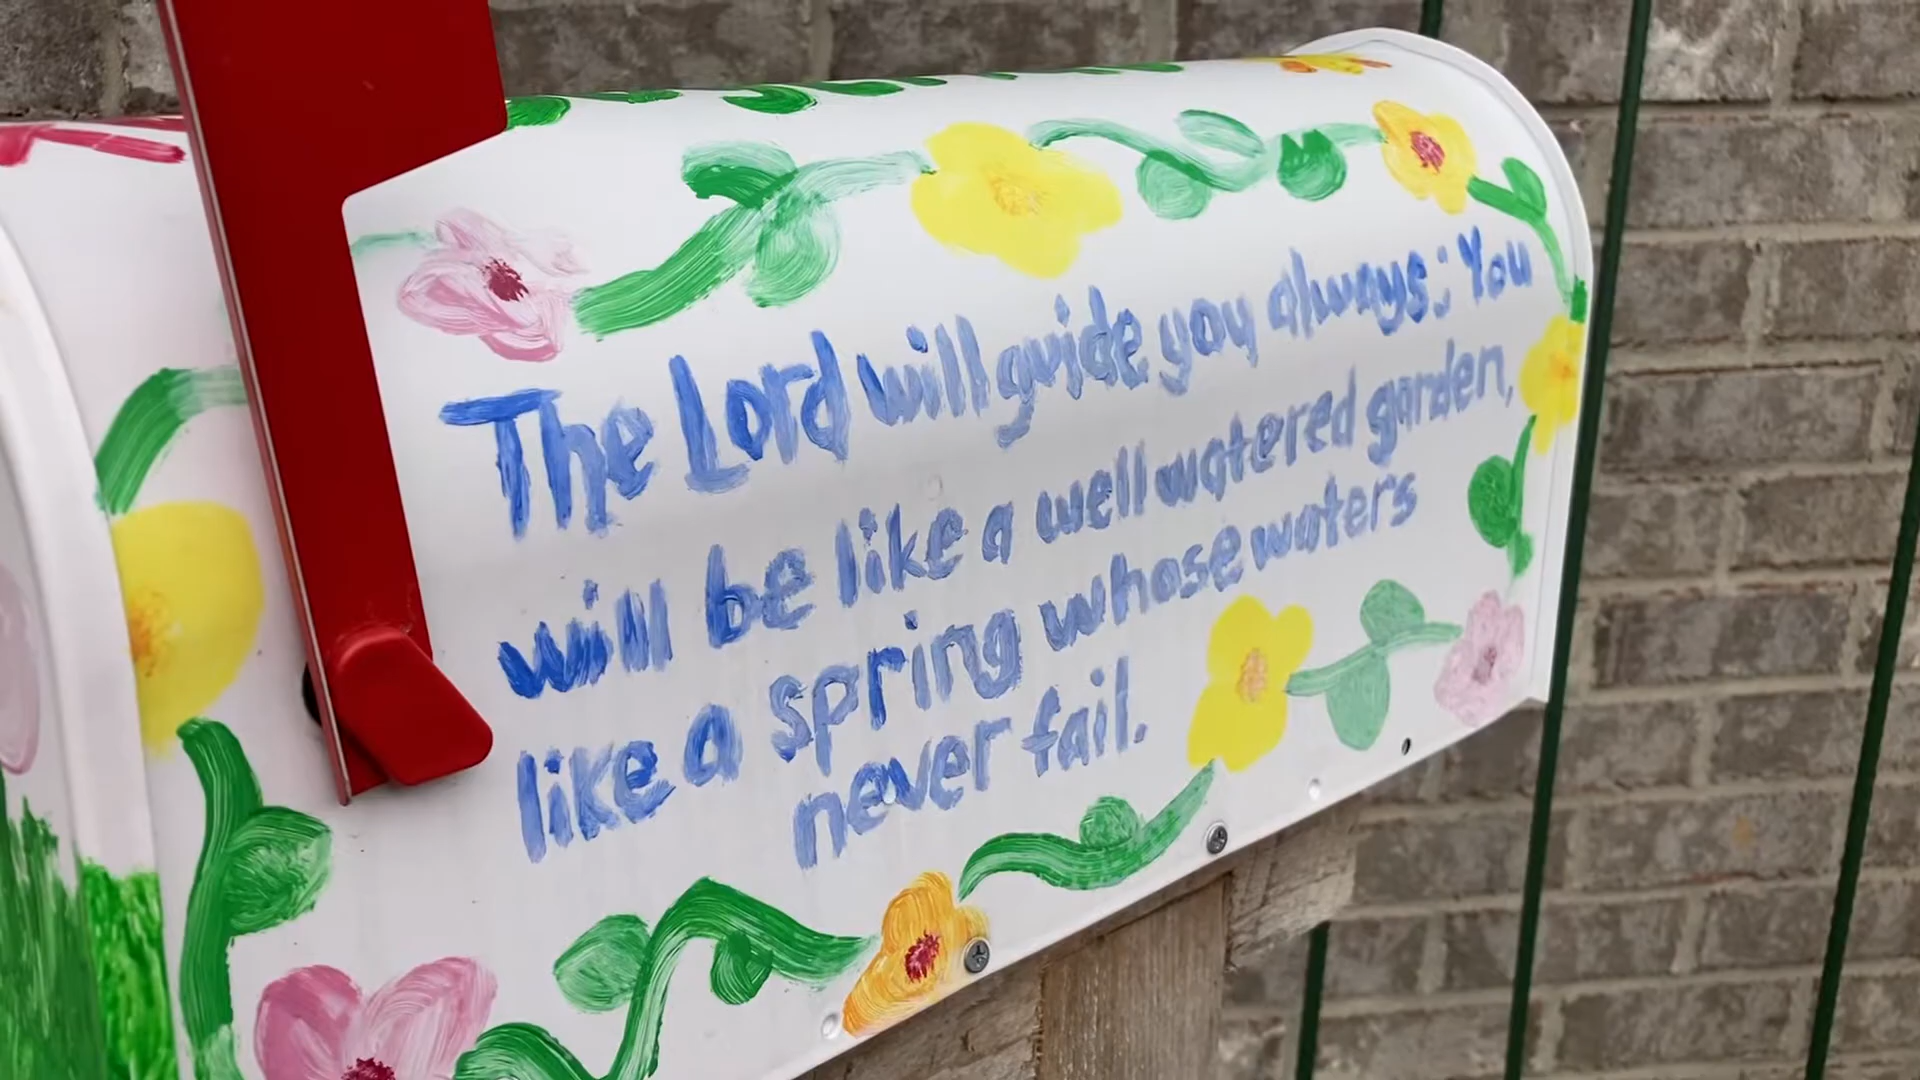 The Lord will guide you always; You
will be like a well watered garden,
like a spring whose waters
never fail.